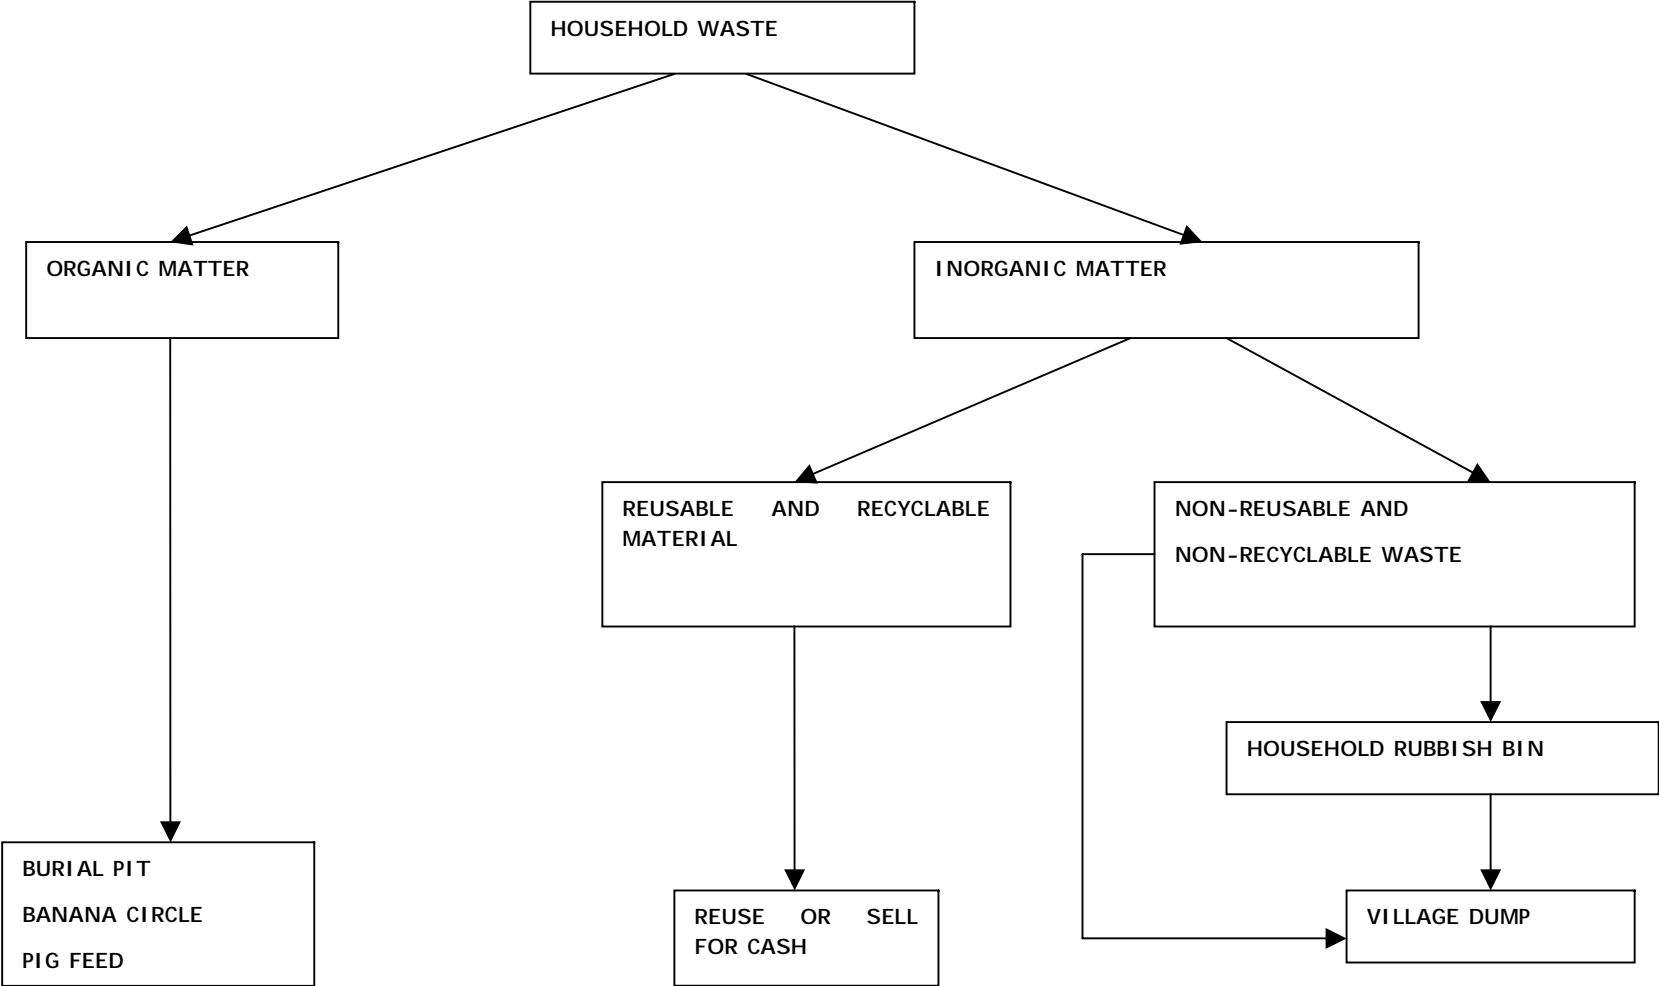 HOUSEHOLD WASTE
ORGANIC MATTER
INORGANIC MATTER
REUSABLE AND RECYCLABLE
MATERIAL
NON-REUSABLE AND
NON-RECYCLABLE WASTE
HOUSEHOLD RUBBISH BIN
BURIAL PIT
BANANA CIRCLE
PIG FEED
REUSE OR SELL
FOR CASH
VILLAGE DUMP